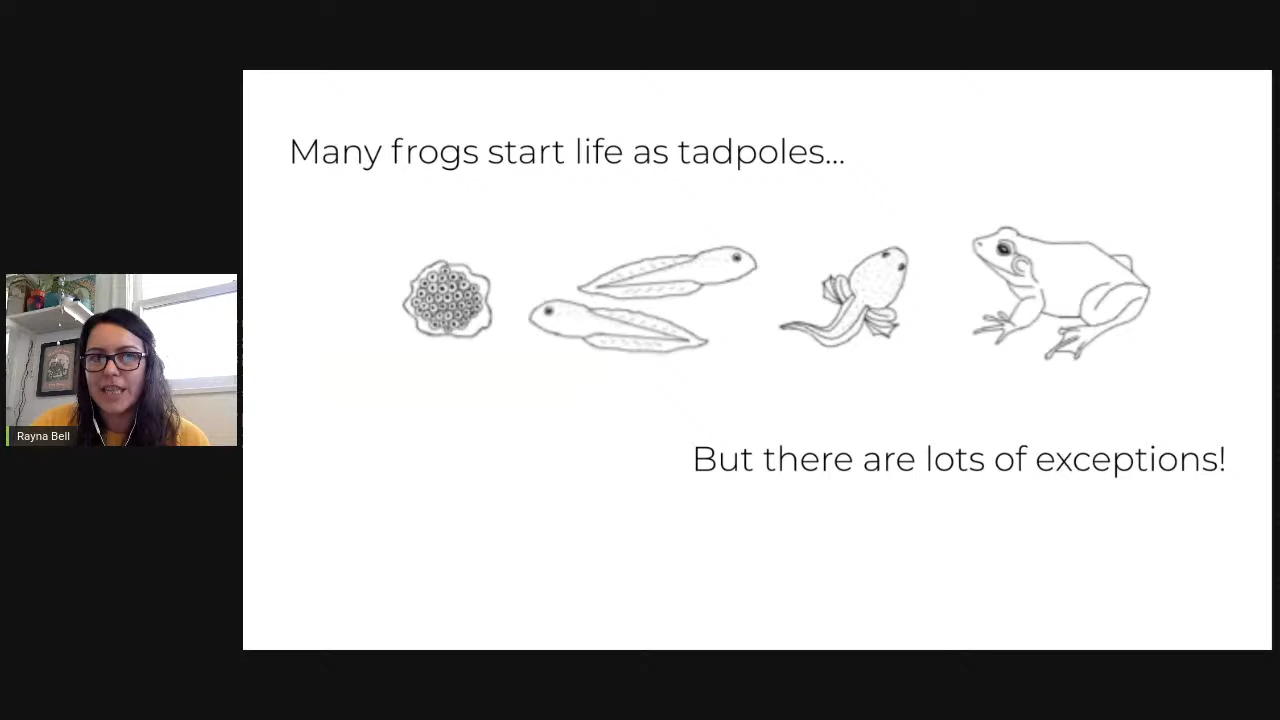 Many frogs start life as tadpoles...
Rayna Bell
But there are lots of exceptions!